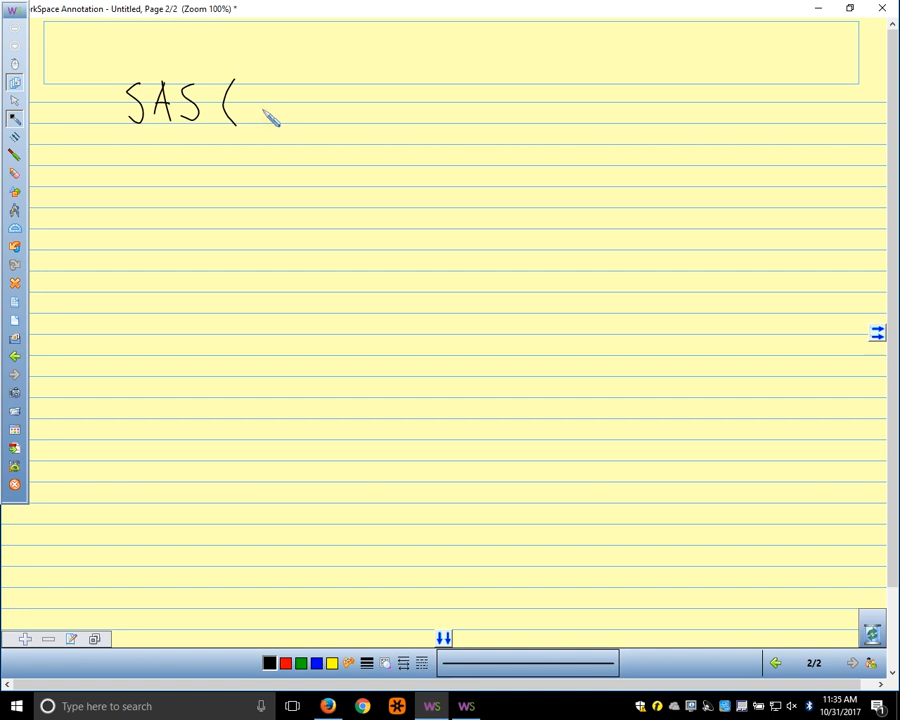 rkSpace Annotation - Untitled, Page 2/2 (Zoom 100%) *
SAS (
2/2
Type here to search
11:35 AM
10/31/2017